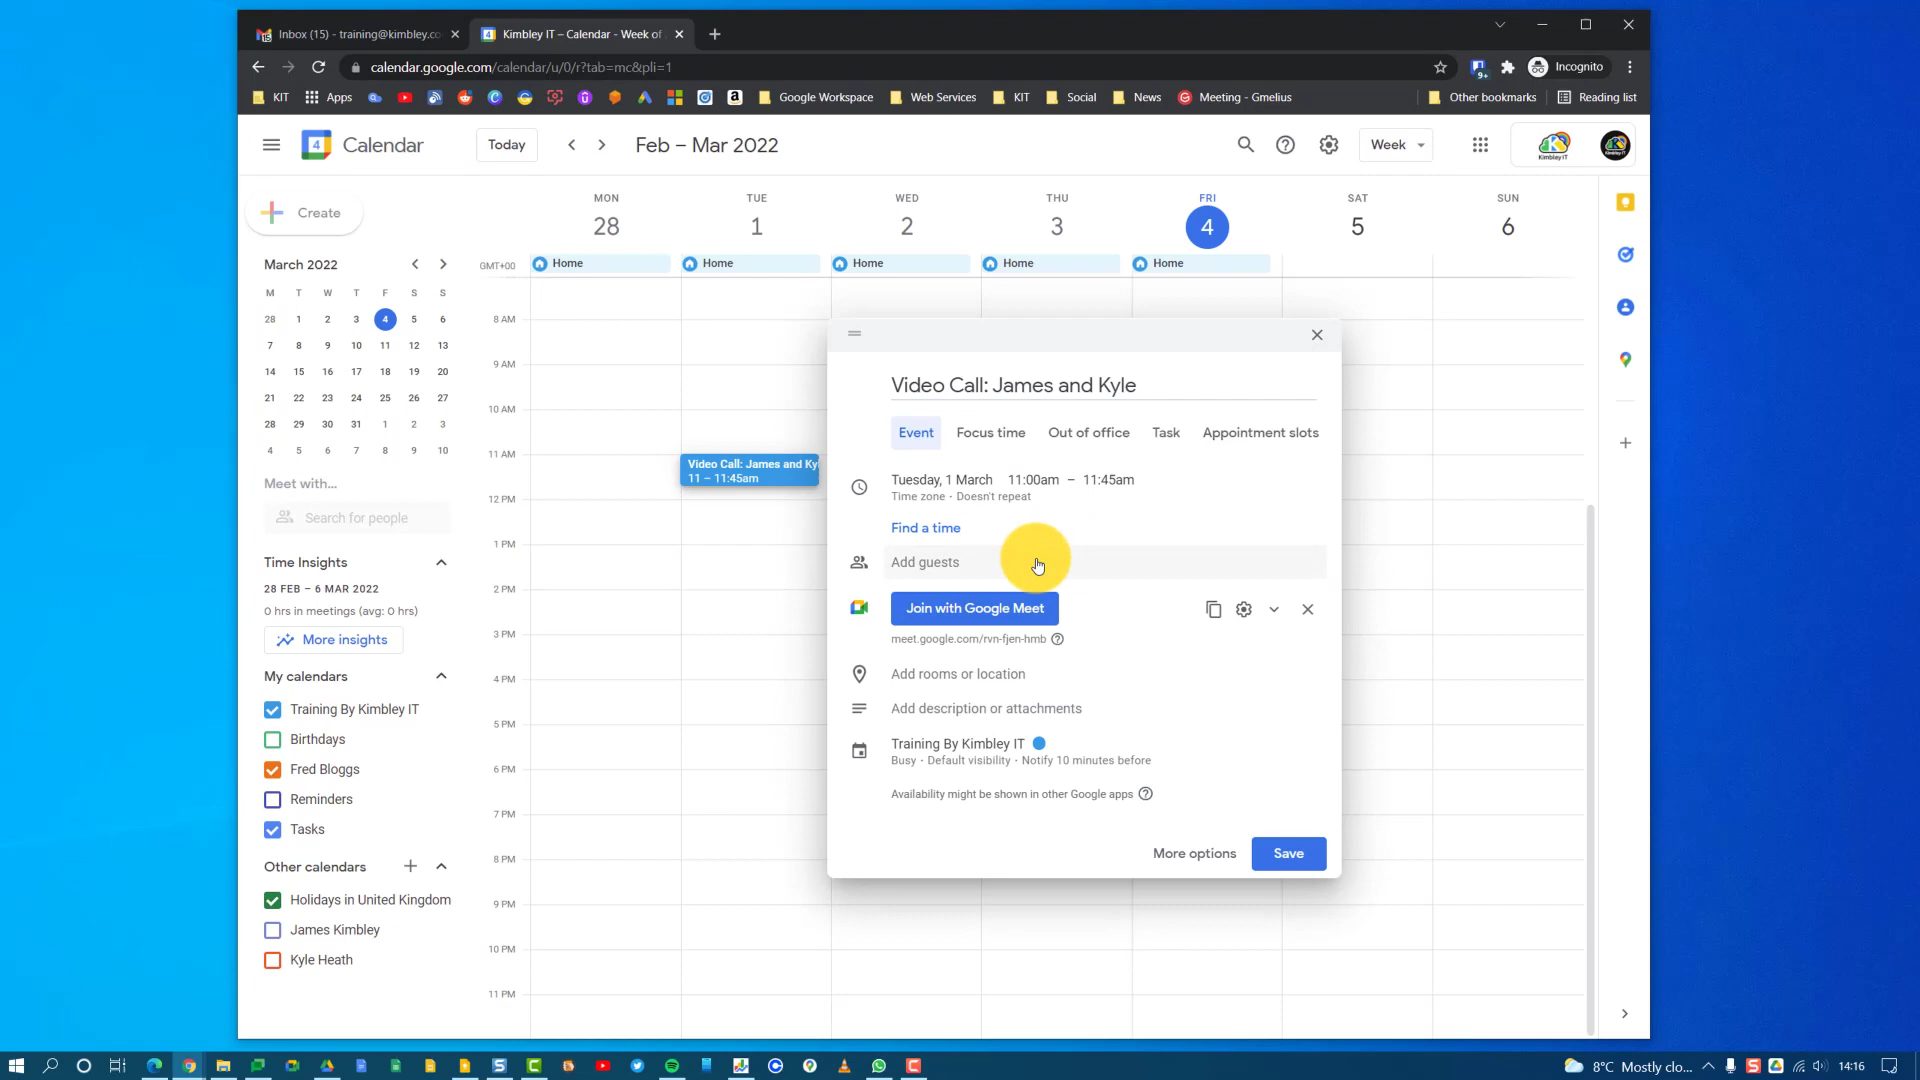 Inbox (15) - training@kimbley.co
Kimbley IT – Calendar - Week of
calendar.google.com/calendar/u/0/r?tab=mc&pli=1
9+
Incognito
KIT
Apps
Google Workspace
Web Services
KIT
Social
News
Meeting - Gmelius
Other bookmarks
Reading list
4 Calendar
Today
Feb – Mar 2022
Week
Kimbley IT
Create
MON
28
TUE
1
WED
2
THU
3
FRI
4
SAT
5
SUN
6
GMT+00
Home
Home
Home
Home
Home
March 2022
M T W T F S S
28 1 2 3 4 5 6
7 8 9 10 11 12 13
14 15 16 17 18 19 20
21 22 23 24 25 26 27
28 29 30 31 1 2 3
4 5 6 7 8 9 10
Meet with...
Search for people
Time Insights
28 FEB – 6 MAR 2022
0 hrs in meetings (avg: 0 hrs)
More insights
My calendars
Training By Kimbley IT
Birthdays
Fred Bloggs
Reminders
Tasks
Other calendars
Holidays in United Kingdom
James Kimbley
Kyle Heath
8 AM
9 AM
10 AM
11 AM
12 PM
1 PM
2 PM
3 PM
4 PM
5 PM
6 PM
7 PM
8 PM
9 PM
10 PM
11 PM
Video Call: James and Ky
11 – 11:45am
Video Call: James and Kyle
Event
Focus time
Out of office
Task
Appointment slots
Tuesday, 1 March 11:00am – 11:45am
Time zone · Doesn't repeat
Find a time
Add guests
Join with Google Meet
meet.google.com/rvn-fjen-hmb
Add rooms or location
Add description or attachments
Training By Kimbley IT
Busy · Default visibility · Notify 10 minutes before
Availability might be shown in other Google apps
More options
Save
8°C Mostly clo...
14:16